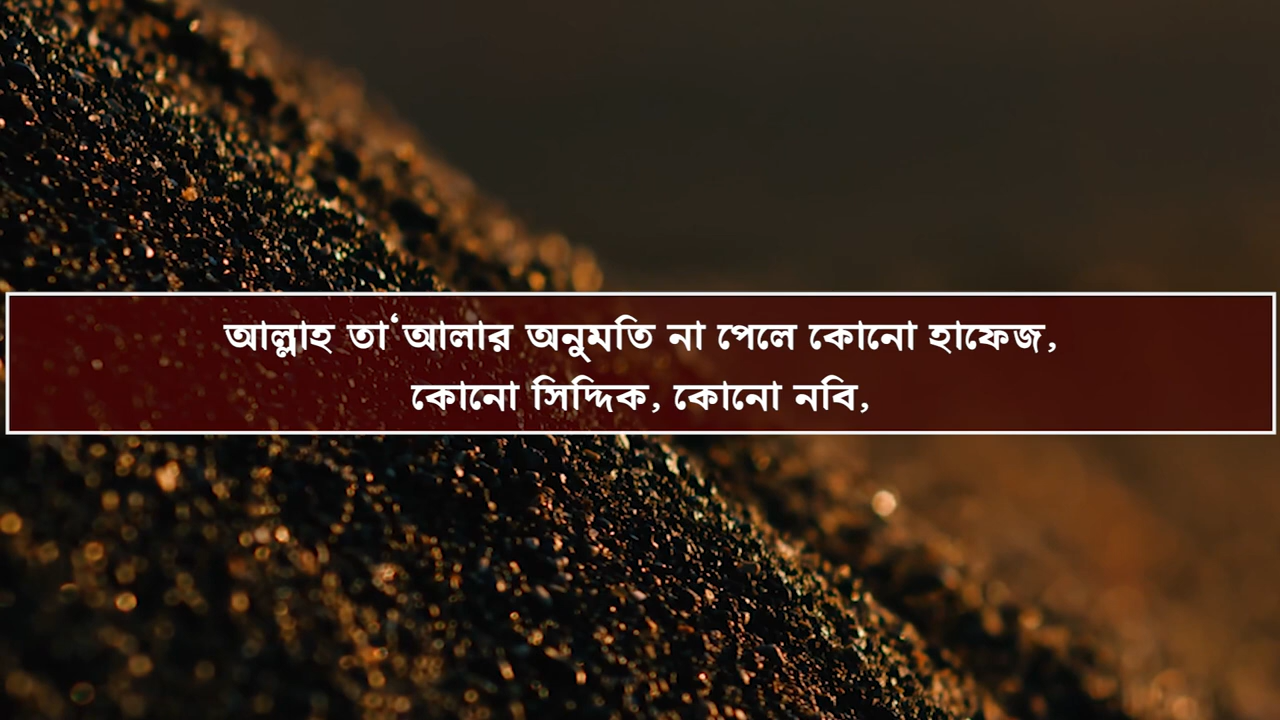 আল্লাহ তা‘আলার অনুমতি না পেলে কোনো হাফেজ,
কোনো সিদ্দিক, কোনো নবি,